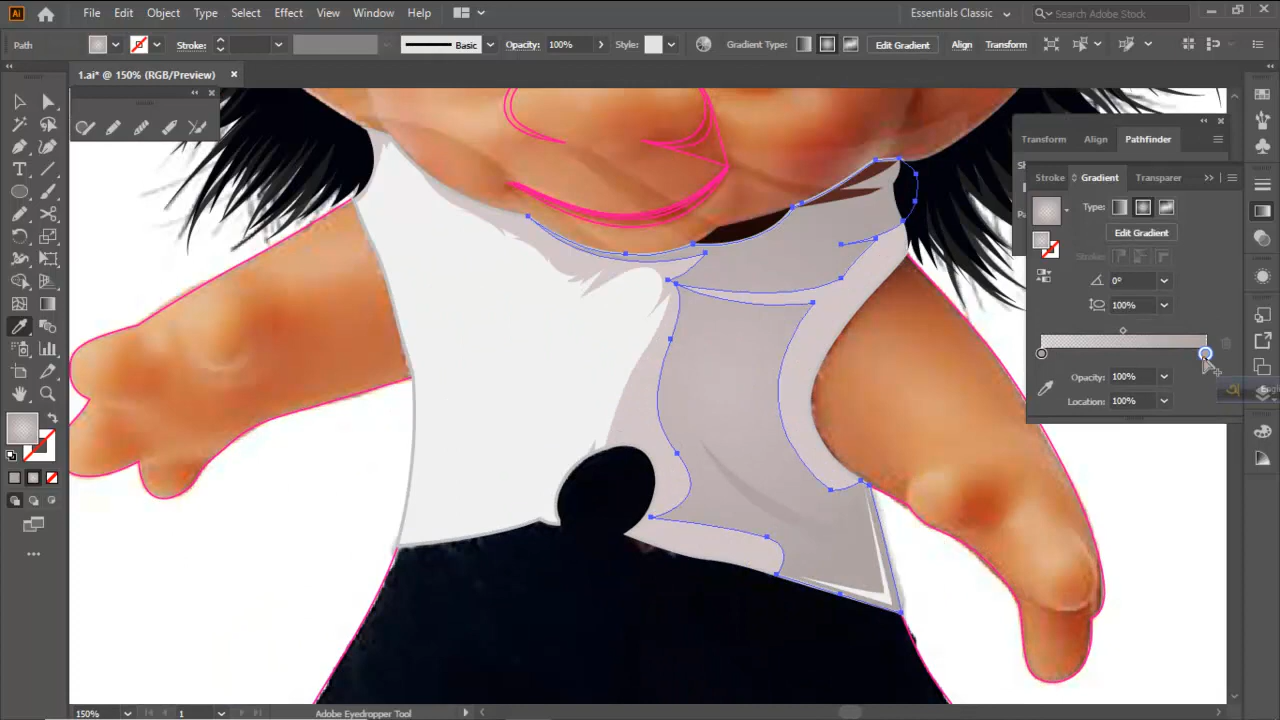 Ai File Edit Object Type Select Effect View Window Help Essentials Classic Search Adobe Stock
Path Stroke: Basic Opacity: 100% Style: Gradient Type: Edit Gradient Align Transform
1.ai* @ 150% (RGB/Preview)
Transform Align Pathfinder
Stroke Gradient Transparer
Type:
Edit Gradient
Stroke:
0°
100%
Opacity: 100%
Location: 100%
150% 1 Adobe Eyedropper Tool